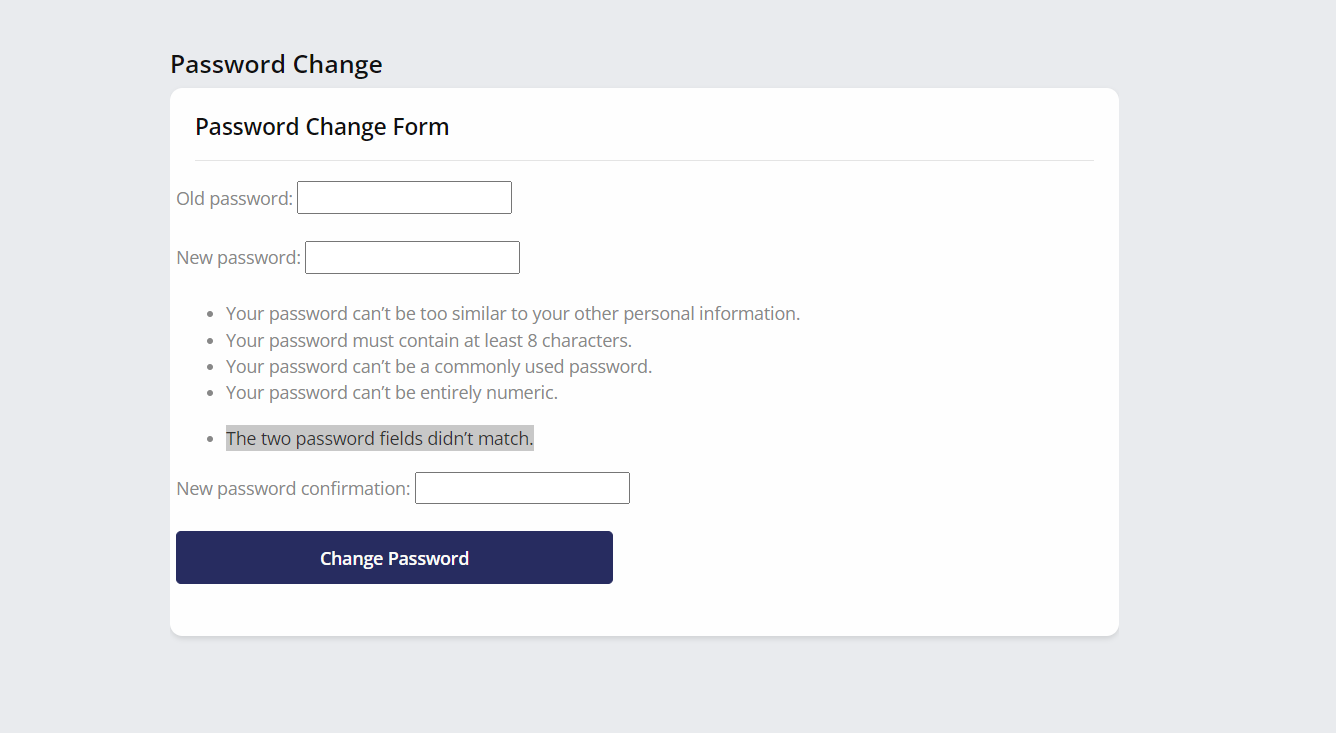 Password Change
Password Change Form
Old password:
New password:
Your password can’t be too similar to your other personal information.
Your password must contain at least 8 characters.
Your password can’t be a commonly used password.
Your password can’t be entirely numeric.
The two password fields didn’t match.
New password confirmation:
Change Password